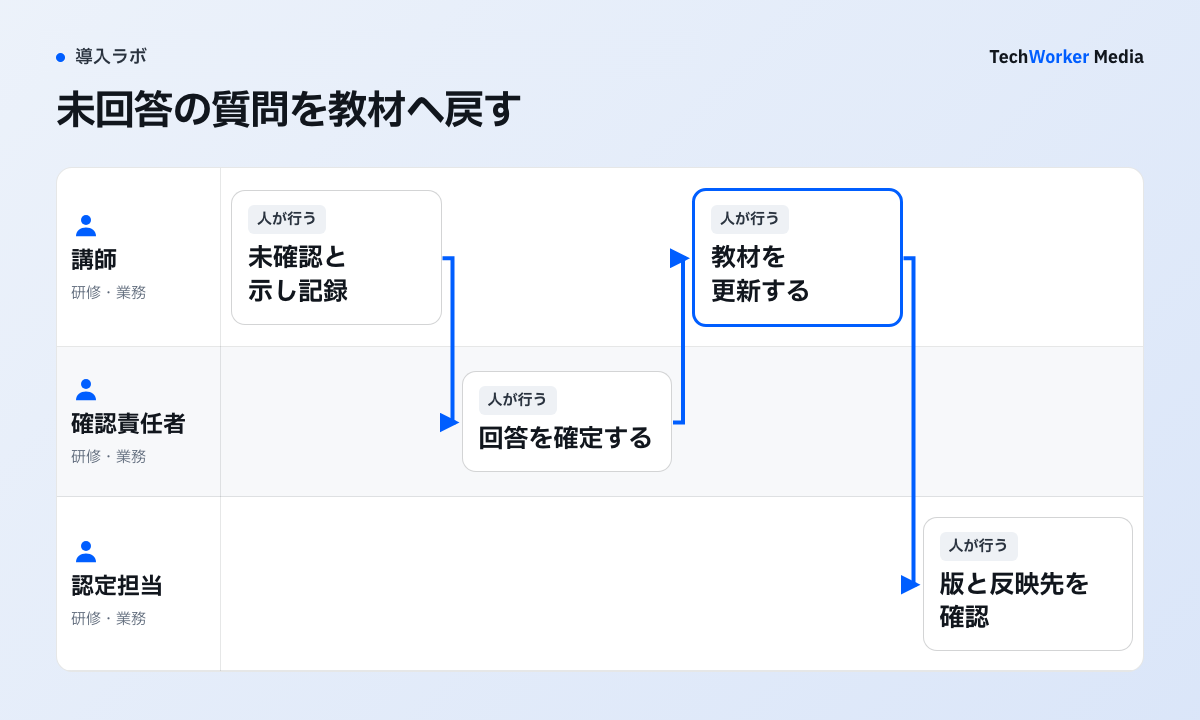 導入ラボ
TechWorker Media
未回答の質問を教材へ戻す
講師
研修・業務
人が行う
未確認と
示し記録
人が行う
教材を
更新する
確認責任者
研修・業務
人が行う
回答を確定する
認定担当
研修・業務
人が行う
版と反映先を
確認